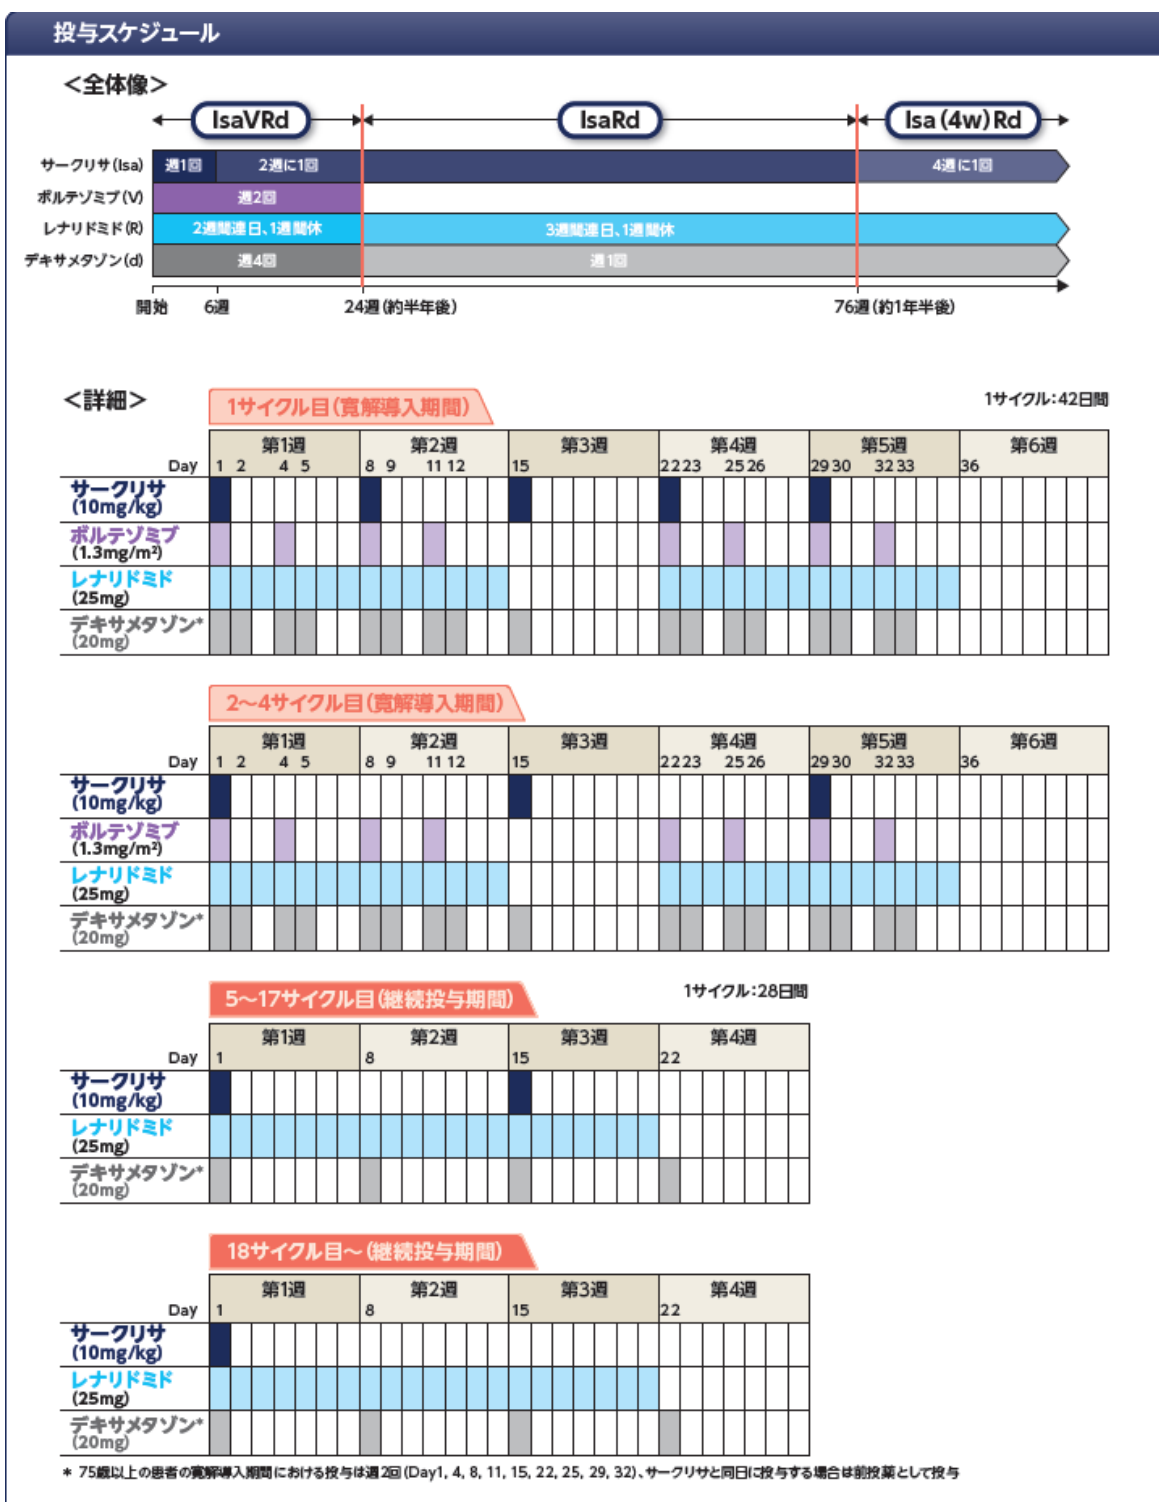 投与スケジュール
＜全体像＞
IsaVRd
IsaRd
Isa(4w)Rd
サークリサ(Isa) 週1回 2週に1回 4週に1回
ボルテゾミブ(V) 週2回
レナリドミド(R) 2週間連日、1週間休 3週間連日、1週間休
デキサメタゾン(d) 週4回 週1回
開始 6週 24週(約半年後) 76週(約1年半後)
＜詳細＞
1サイクル目(寛解導入期間)
1サイクル:42日間
第1週 第2週 第3週 第4週 第5週 第6週
Day 1 2 4 5 8 9 11 12 15 22 23 25 26 29 30 32 33 36
サークリサ
(10mg/kg)
ボルテゾミブ
(1.3mg/m²)
レナリドミド
(25mg)
デキサメタゾン*
(20mg)
2〜4サイクル目(寛解導入期間)
第1週 第2週 第3週 第4週 第5週 第6週
Day 1 2 4 5 8 9 11 12 15 22 23 25 26 29 30 32 33 36
サークリサ
(10mg/kg)
ボルテゾミブ
(1.3mg/m²)
レナリドミド
(25mg)
デキサメタゾン*
(20mg)
5〜17サイクル目(継続投与期間)
1サイクル:28日間
第1週 第2週 第3週 第4週
Day 1 8 15 22
サークリサ
(10mg/kg)
レナリドミド
(25mg)
デキサメタゾン*
(20mg)
18サイクル目〜(継続投与期間)
第1週 第2週 第3週 第4週
Day 1 8 15 22
サークリサ
(10mg/kg)
レナリドミド
(25mg)
デキサメタゾン*
(20mg)
* 75歳以上の患者の寛解導入期間における投与は週2回(Day1, 4, 8, 11, 15, 22, 25, 29, 32)、サークリサと同日に投与する場合は前投薬として投与